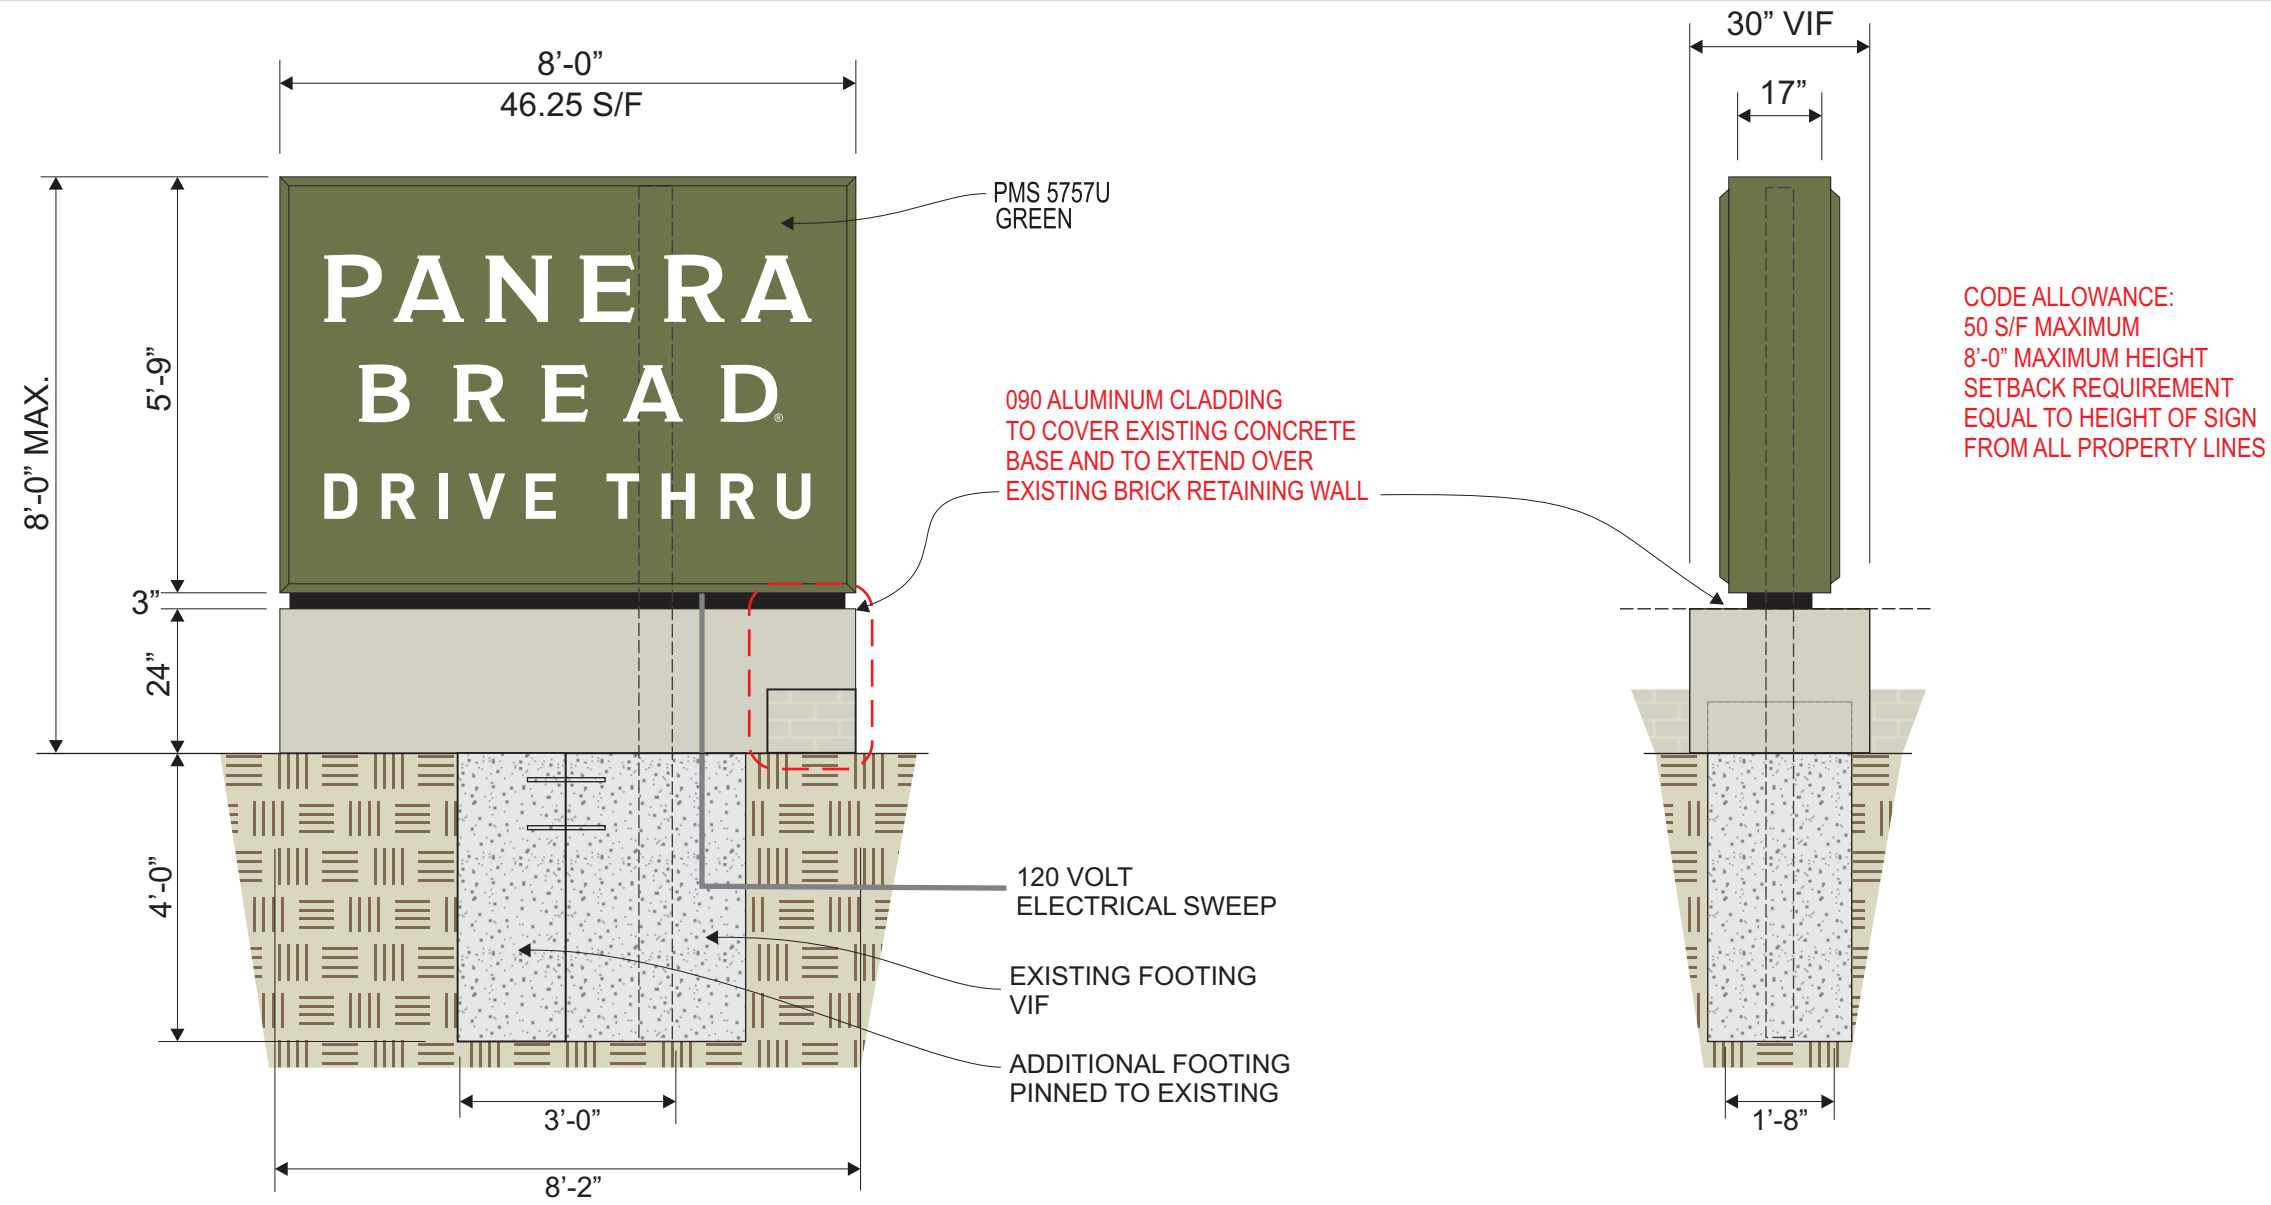 8’-0”
46.25 S/F
30” VIF
17”
8’-0” MAX.
5’-9”
3”
24”
4’-0”
PANERA
BREAD®
DRIVE THRU
PMS 5757U
GREEN
090 ALUMINUM CLADDING
TO COVER EXISTING CONCRETE
BASE AND TO EXTEND OVER
EXISTING BRICK RETAINING WALL
CODE ALLOWANCE:
50 S/F MAXIMUM
8’-0” MAXIMUM HEIGHT
SETBACK REQUIREMENT
EQUAL TO HEIGHT OF SIGN
FROM ALL PROPERTY LINES
120 VOLT
ELECTRICAL SWEEP
EXISTING FOOTING
VIF
ADDITIONAL FOOTING
PINNED TO EXISTING
3’-0”
8’-2”
1’-8”